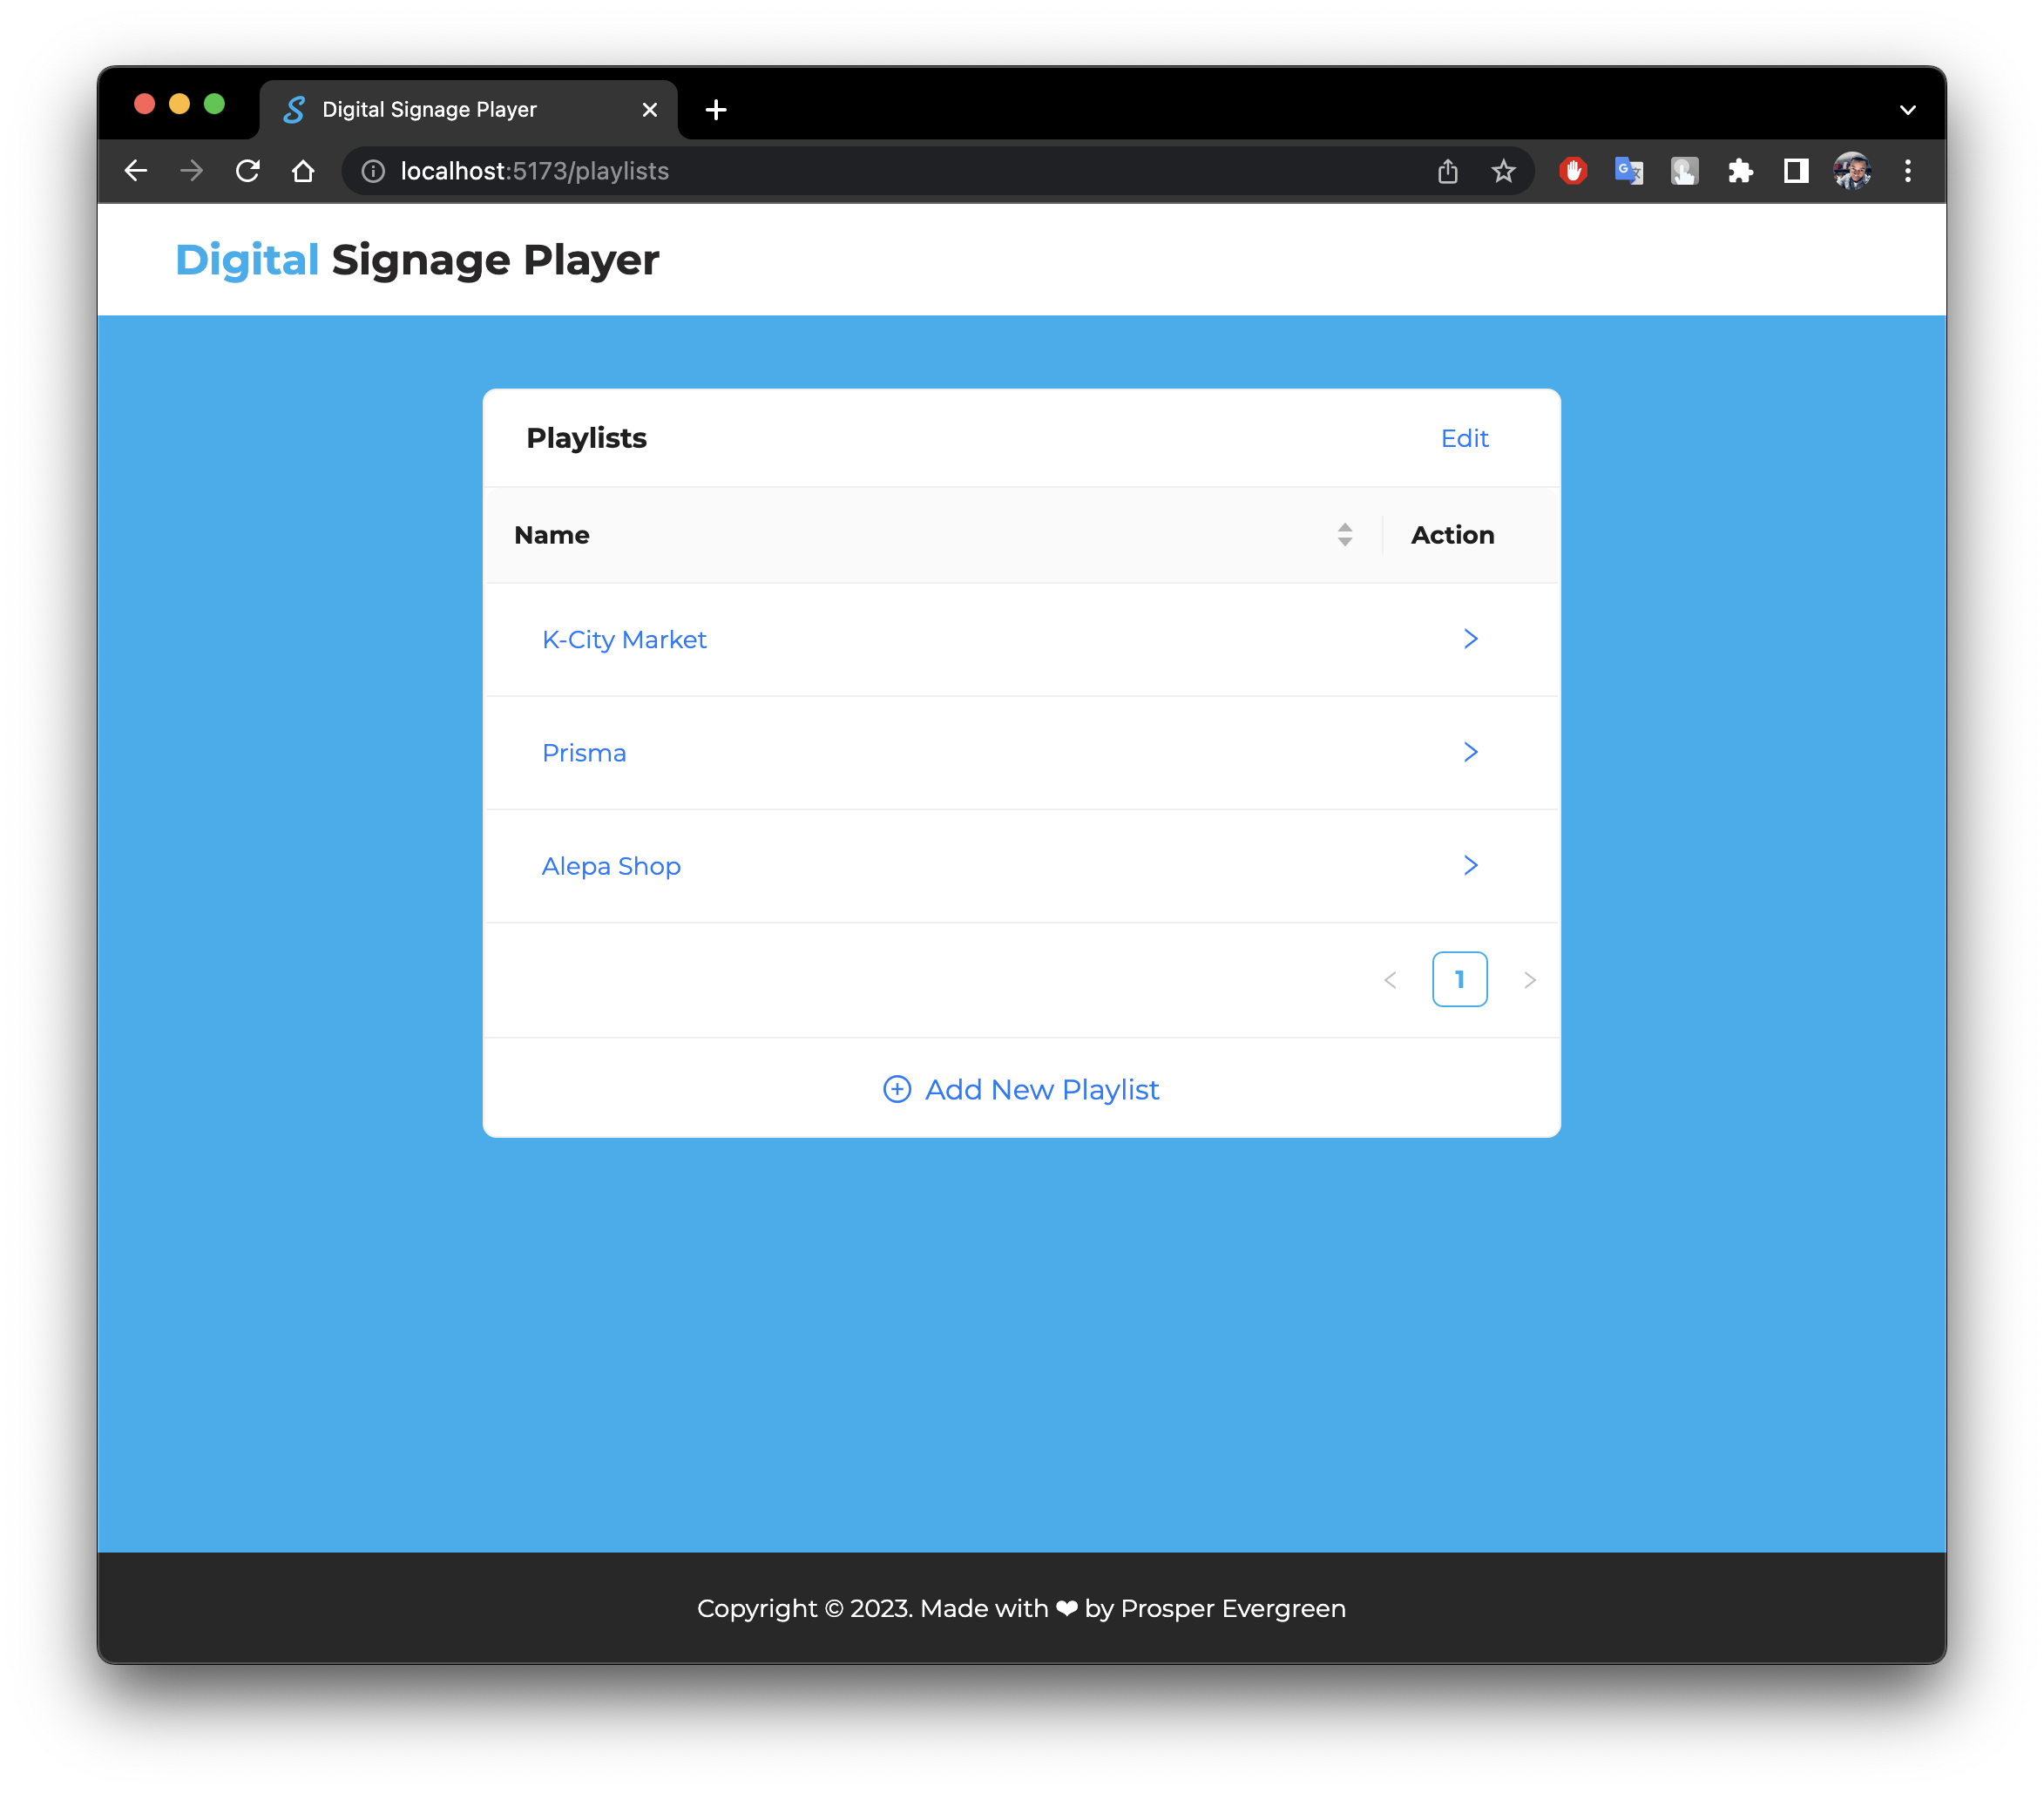 Digital Signage Player
localhost:5173/playlists
Digital Signage Player
Playlists Edit
Name Action
K-City Market
Prisma
Alepa Shop
1
Add New Playlist
Copyright © 2023. Made with ❤ by Prosper Evergreen